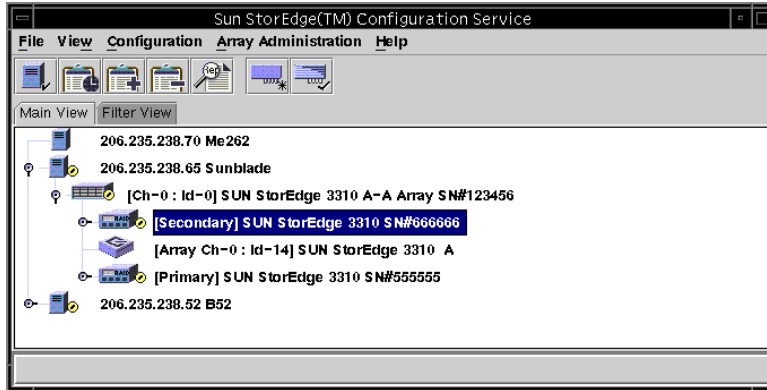 Sun StorEdge(TM) Configuration Service
File View Configuration Array Administration Help
Rep
Main View Filter View
206.235.238.70 Me262
206.235.238.65 Sunblade
[Ch-0 : Id-0] SUN StorEdge 3310 A-A Array SN#123456
RAID [Secondary] SUN StorEdge 3310 SN#666666
[Array Ch-0 : Id-14] SUN StorEdge 3310 A
RAID [Primary] SUN StorEdge 3310 SN#555555
206.235.238.52 B52